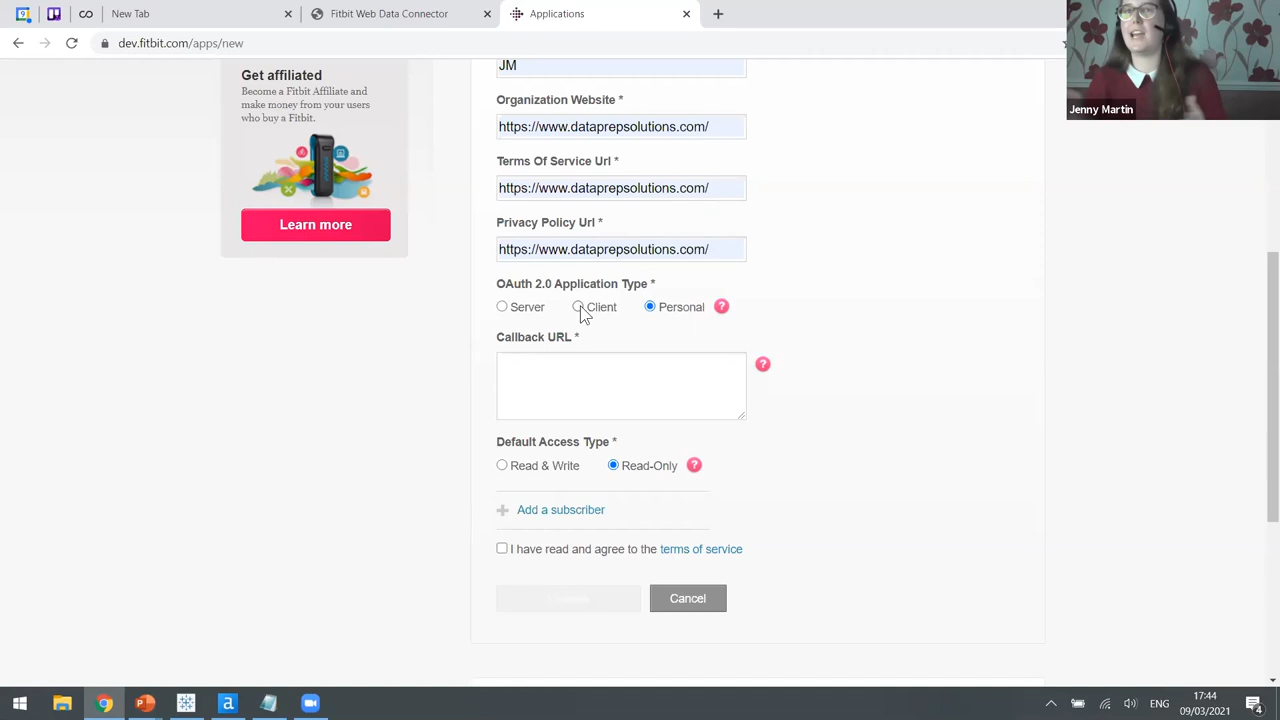 New Tab
Fitbit Web Data Connector
Applications
dev.fitbit.com/apps/new
Jenny Martin
Get affiliated
Become a Fitbit Affiliate and
make money from your users
who buy a Fitbit.
Learn more
JM
Organization Website *
https://www.dataprepsolutions.com/
Terms Of Service Url *
https://www.dataprepsolutions.com/
Privacy Policy Url *
https://www.dataprepsolutions.com/
OAuth 2.0 Application Type *
Server Client Personal ?
Callback URL *
?
Default Access Type *
Read & Write Read-Only ?
Add a subscriber
I have read and agree to the terms of service
Cancel
ENG
17:44
09/03/2021
4